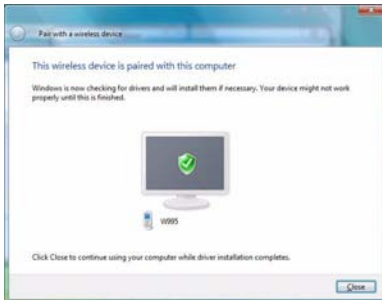 Pair with a wireless device
This wireless device is paired with this computer
Windows is now checking for drivers and will install them if necessary. Your device might not work
properly until this is finished.
W995
Click Close to continue using your computer while driver installation completes.
Close